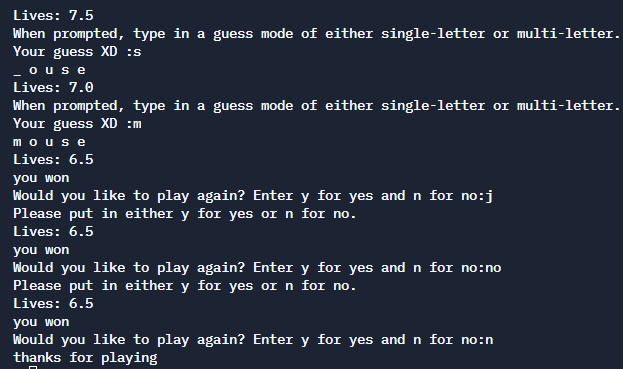 Lives: 7.5
When prompted, type in a guess mode of either single-letter or multi-letter.
Your guess XD :s
_ o u s e
Lives: 7.0
When prompted, type in a guess mode of either single-letter or multi-letter.
Your guess XD :m
m o u s e
Lives: 6.5
you won
Would you like to play again? Enter y for yes and n for no:j
Please put in either y for yes or n for no.
Lives: 6.5
you won
Would you like to play again? Enter y for yes and n for no:no
Please put in either y for yes or n for no.
Lives: 6.5
you won
Would you like to play again? Enter y for yes and n for no:n
thanks for playing